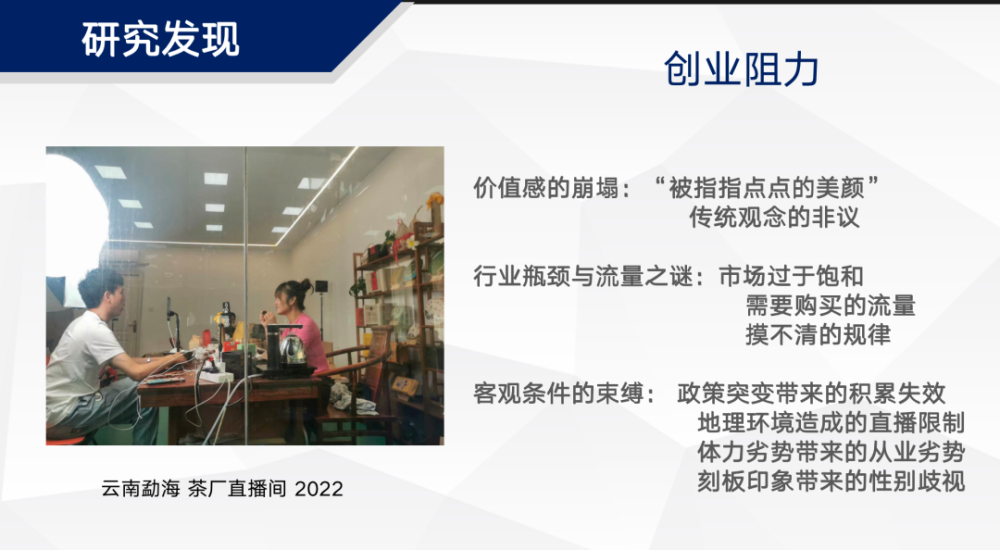 研究发现
创业阻力
价值感的崩塌：“被指指点点的美颜”
传统观念的非议
行业瓶颈与流量之谜：市场过于饱和
需要购买的流量
摸不清的规律
客观条件的束缚： 政策突变带来的积累失效
地理环境造成的直播限制
体力劣势带来的从业劣势
刻板印象带来的性别歧视
云南勐海 茶厂直播间 2022